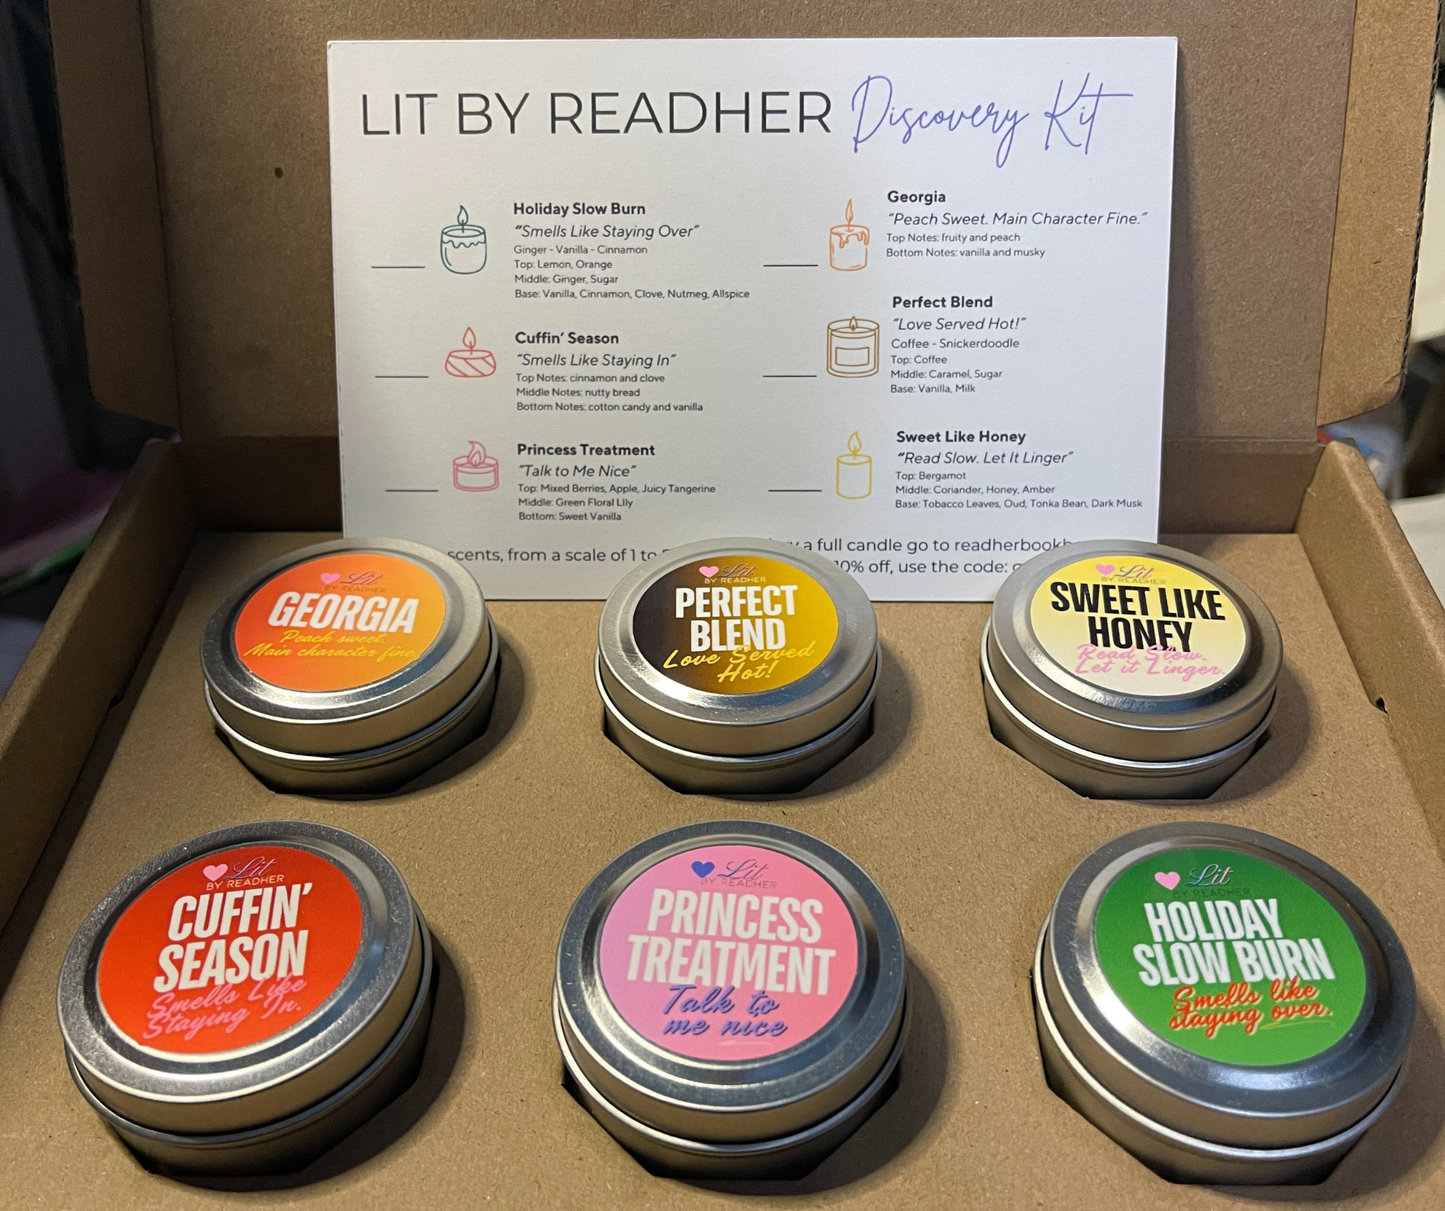 LIT BY READHER Discovery Kit
Holiday Slow Burn
"Smells Like Staying Over"
Ginger - Vanilla - Cinnamon
Top: Lemon, Orange
Middle: Ginger, Sugar
Base: Vanilla, Cinnamon, Clove, Nutmeg, Allspice
Cuffin' Season
"Smells Like Staying In"
Top Notes: cinnamon and clove
Middle Notes: nutty bread
Bottom Notes: cotton candy and vanilla
Princess Treatment
"Talk to Me Nice"
Top: Mixed Berries, Apple, Juicy Tangerine
Middle: Green Floral Lily
Bottom: Sweet Vanilla
Georgia
"Peach Sweet. Main Character Fine."
Top Notes: fruity and peach
Bottom Notes: vanilla and musky
Perfect Blend
"Love Served Hot!"
Coffee - Snickerdoodle
Top: Coffee
Middle: Caramel, Sugar
Base: Vanilla, Milk
Sweet Like Honey
"Read Slow. Let It Linger"
Top: Bergamot
Middle: Coriander, Honey, Amber
Base: Tobacco Leaves, Oud, Tonka Bean, Dark Musk
scents, from a scale of 1 to
a full candle go to
10% off, use the code:
Lit
BY READHER
GEORGIA
Peach sweet.
Main character fine.
Lit
BY READHER
PERFECT
BLEND
Love Served
Hot!
Lit
BY READHER
SWEET LIKE
HONEY
Read Slow.
Let it Linger.
Lit
BY READHER
CUFFIN'
SEASON
Smells Like
Staying In.
Lit
BY READHER
PRINCESS
TREATMENT
Talk to
me nice
Lit
BY READHER
HOLIDAY
SLOW BURN
Smells like
staying over.